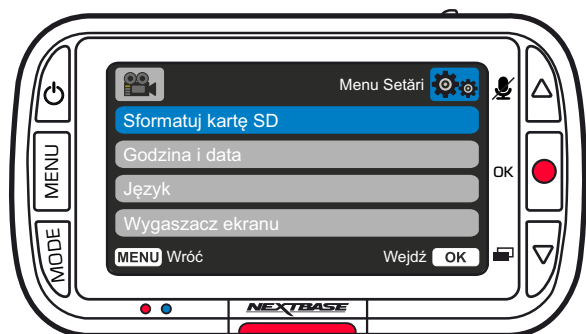 Menu Setări
Sformatuj kartę SD
Godzina i data
Język
Wygaszacz ekranu
MENU Wróć
Wejdź OK
MENU
MODE
OK
NEXTBASE